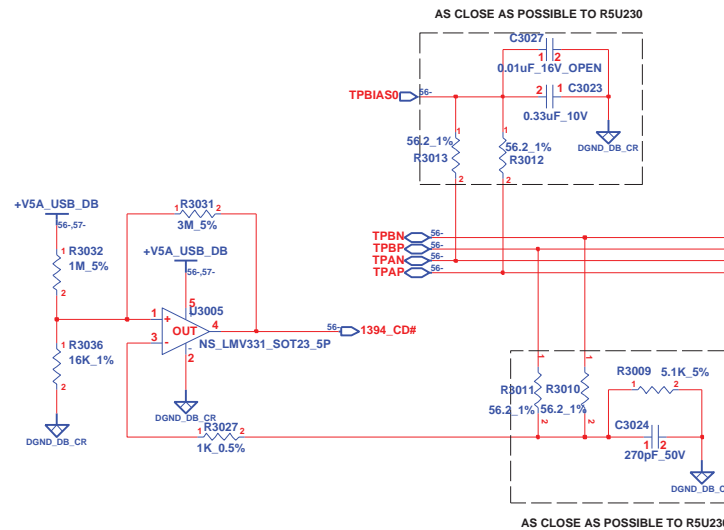 AS CLOSE AS POSSIBLE TO R5U230
C3027
1 2
0.01uF_16V_OPEN
TPBIAS0 56-
2 1 C3023
0.33uF_10V
DGND_DB_CR
1 1
56.2_1% 56.2_1%
R3013 R3012
2 2
+V5A_USB_DB
56-,57-
1 R3031 2
3M_5%
+V5A_USB_DB
56-,57-
TPBN 56-
TPBP 56-
TPAN 56-
TPAP 56-
1
R3032
1M_5%
2
5
U3005
1 +
OUT 4
56- 1394_CD#
3 -
NS_LMV331_SOT23_5P
2
1
R3036
16K_1%
2
DGND_DB_CR
DGND_DB_CR
1 R3027 2
1K_0.5%
1 1
R3011 R3010
56.2_1% 56.2_1%
2 2
R3009 5.1K_5%
1 2
C3024
1 2
270pF_50V
DGND_DB_C
AS CLOSE AS POSSIBLE TO R5U230